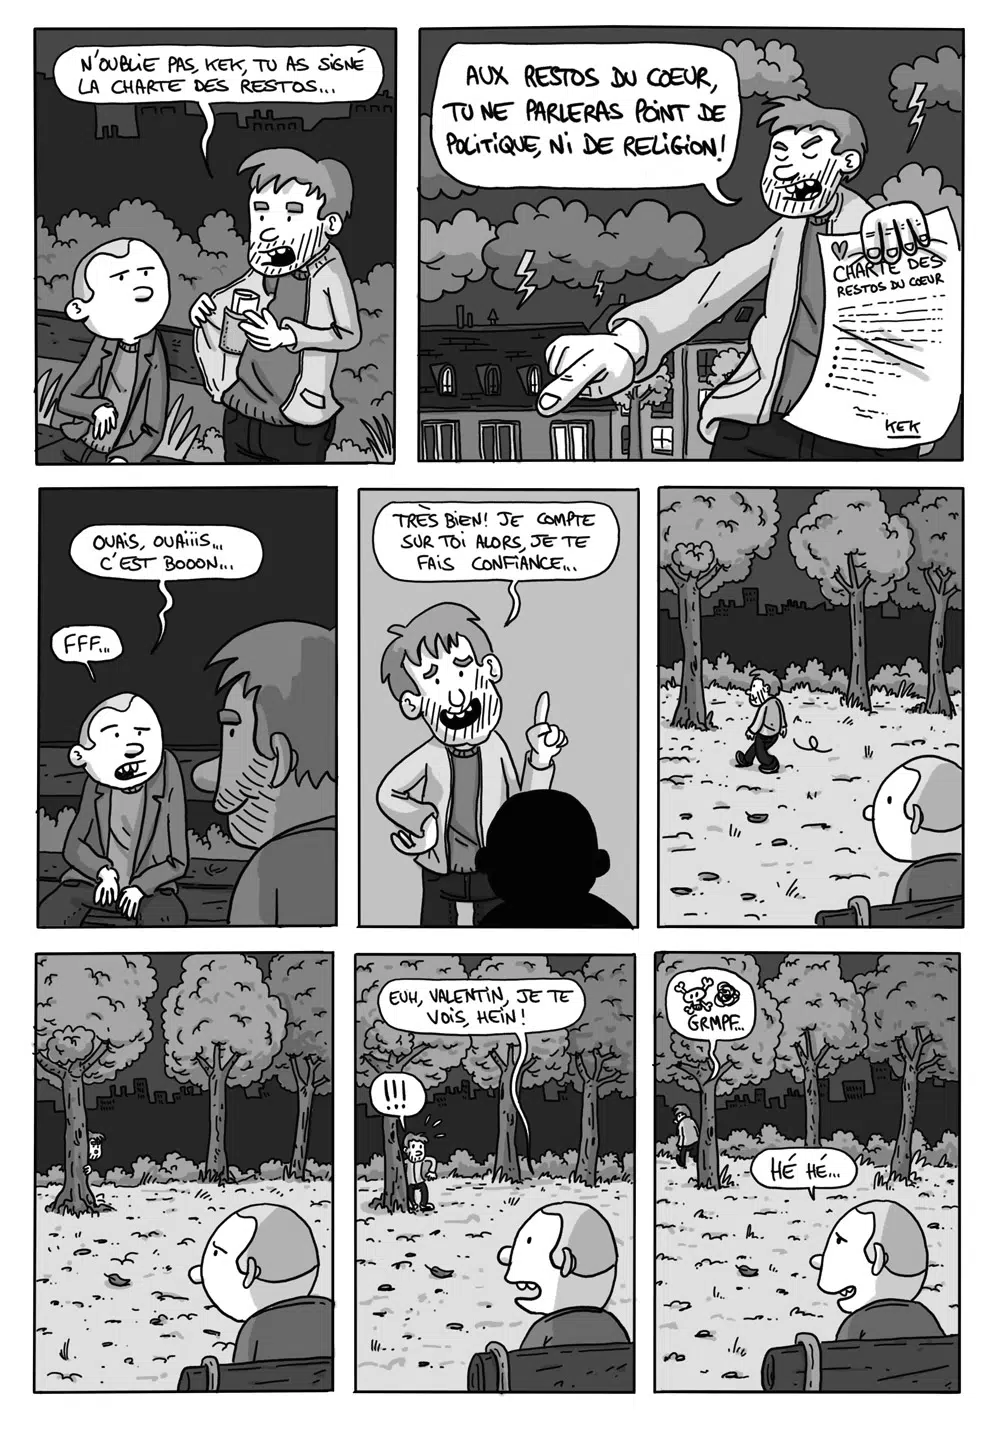 N'OUBLIE PAS, KEK, TU AS SIGNÉ
LA CHARTE DES RESTOS...
AUX RESTOS DU COEUR,
TU NE PARLERAS POINT DE
POLITIQUE, NI DE RELIGION!
CHARTE DES
RESTOS DU COEUR
KEK
OUAIS, OUAIIIS...
C'EST BOOON...
FFF...
TRÈS BIEN! JE COMPTE
SUR TOI ALORS, JE TE
FAIS CONFIANCE...
EUH, VALENTIN, JE TE
VOIS, HEIN!
!!!
GRMPF...
HÉ HÉ...